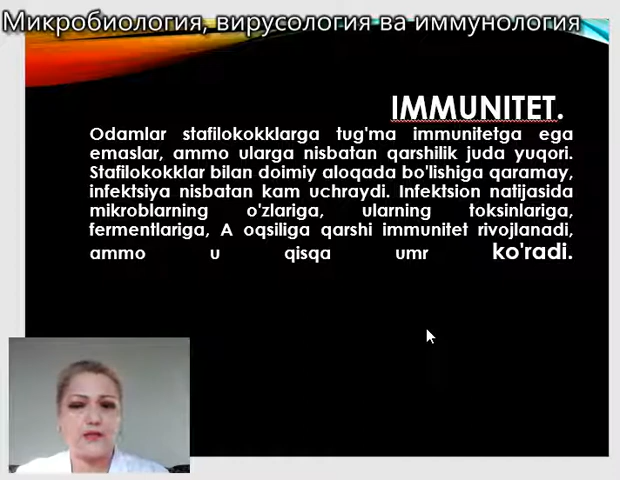 Микробиология, вирусология ва иммунология
IMMUNITET.
Odamlar stafilokokklarga tug'ma immunitetga ega
emaslar, ammo ularga nisbatan qarshilik juda yuqori.
Stafilokokklar bilan doimiy aloqada bo'lishiga qaramay,
infektsiya nisbatan kam uchraydi. Infektsion natijasida
mikroblarning o'zlariga, ularning toksinlariga,
fermentlariga, A oqsiliga qarshi immunitet rivojlanadi,
ammo u qisqa umr ko'radi.